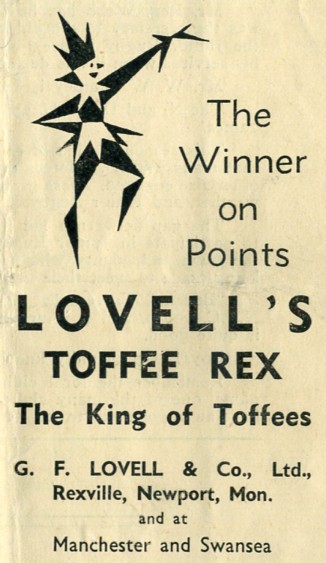 The
Winner
on
Points
LOVELL'S
TOFFEE REX
The King of Toffees
G. F. LOVELL & Co., Ltd.,
Rexville, Newport, Mon.
and at
Manchester and Swansea